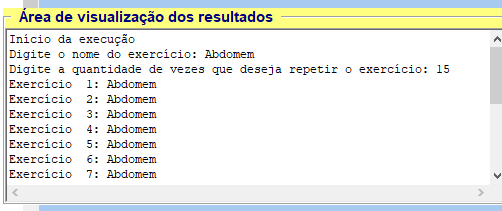 Área de visualização dos resultados
Início da execução
Digite o nome do exercício: Abdomem
Digite a quantidade de vezes que deseja repetir o exercício: 15
Exercício  1: Abdomem
Exercício  2: Abdomem
Exercício  3: Abdomem
Exercício  4: Abdomem
Exercício  5: Abdomem
Exercício  6: Abdomem
Exercício  7: Abdomem